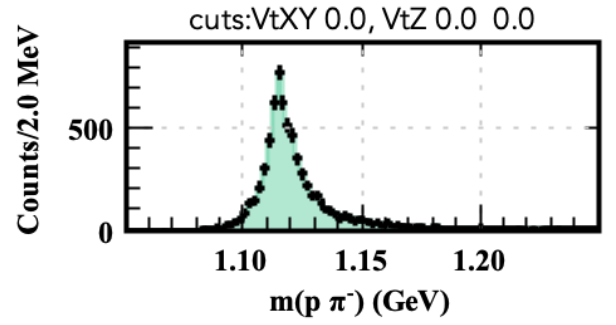 cuts:VtXY 0.0, VtZ 0.0  0.0
Counts/2.0 MeV
500
0
1.10 1.15 1.20
m(p π⁻) (GeV)